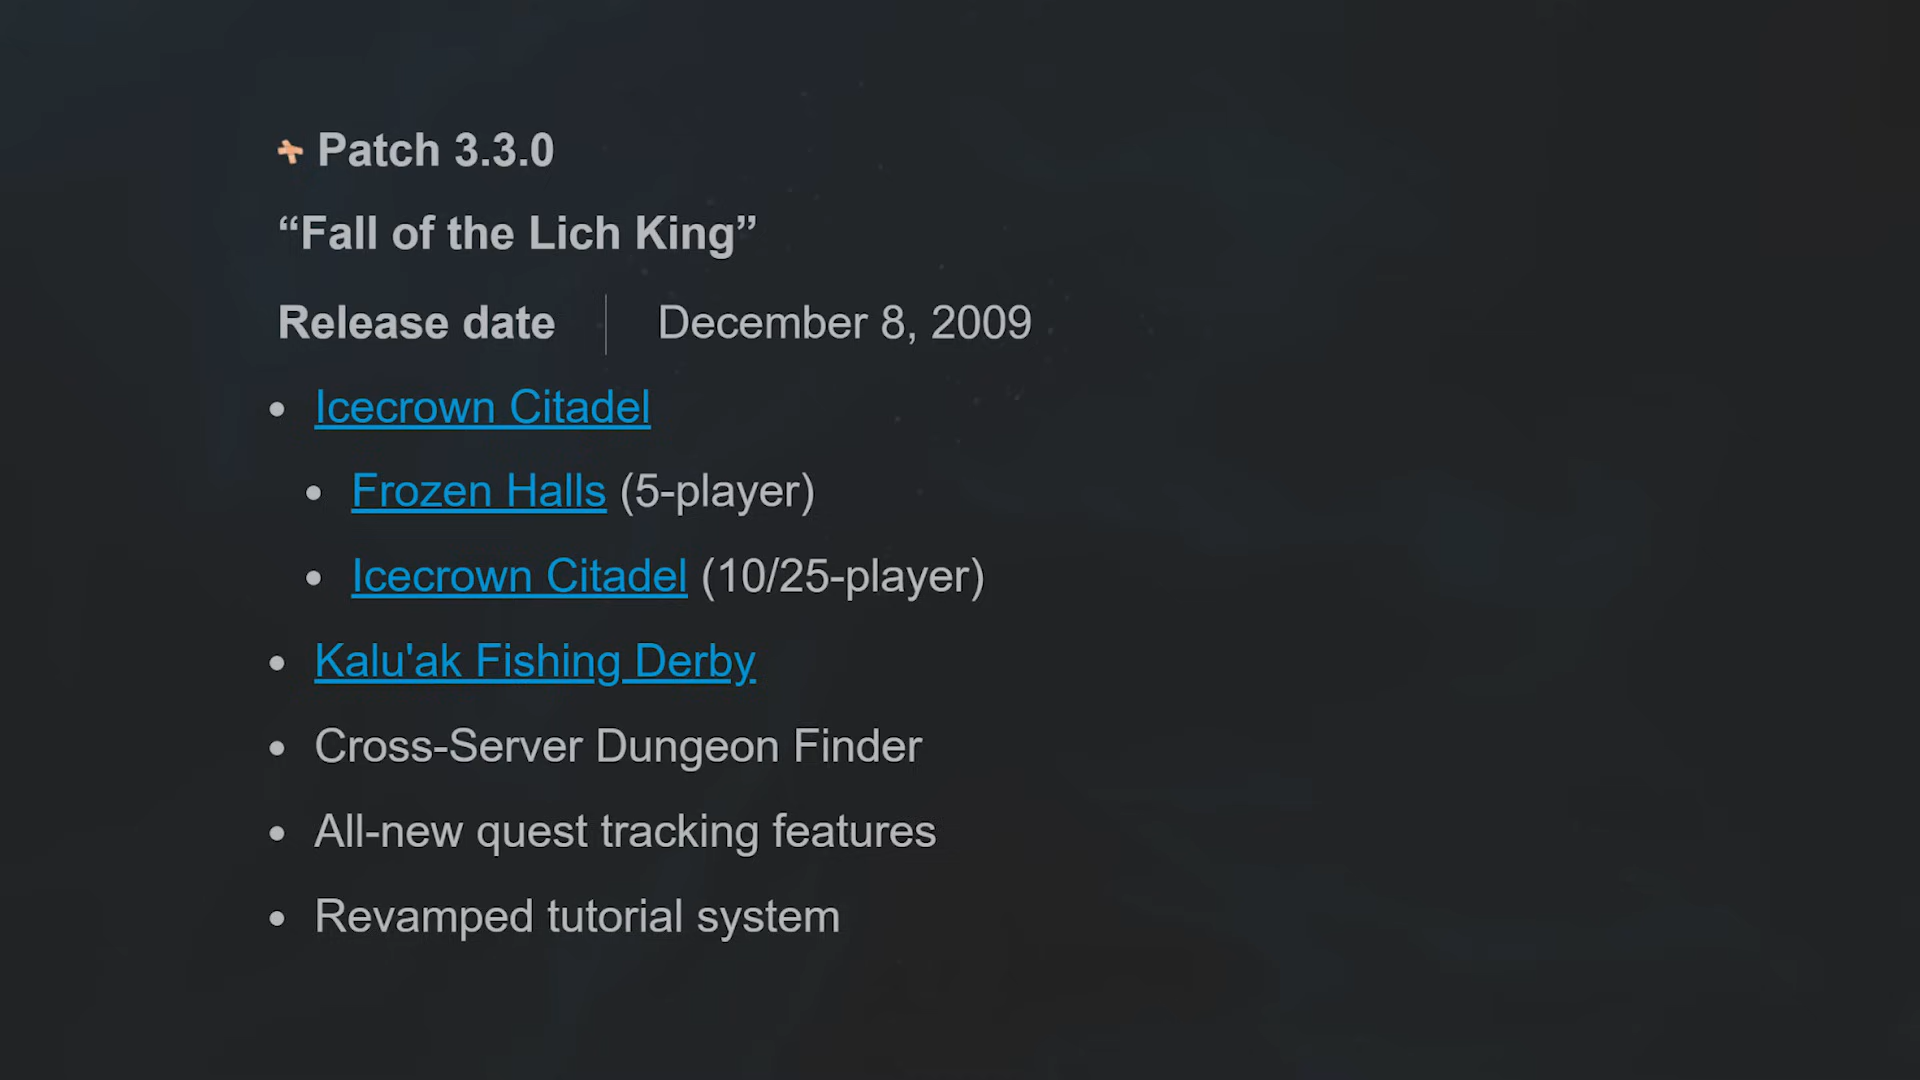 Patch 3.3.0
“Fall of the Lich King”
Release date December 8, 2009
• Icecrown Citadel
• Frozen Halls (5-player)
• Icecrown Citadel (10/25-player)
• Kalu'ak Fishing Derby
• Cross-Server Dungeon Finder
• All-new quest tracking features
• Revamped tutorial system